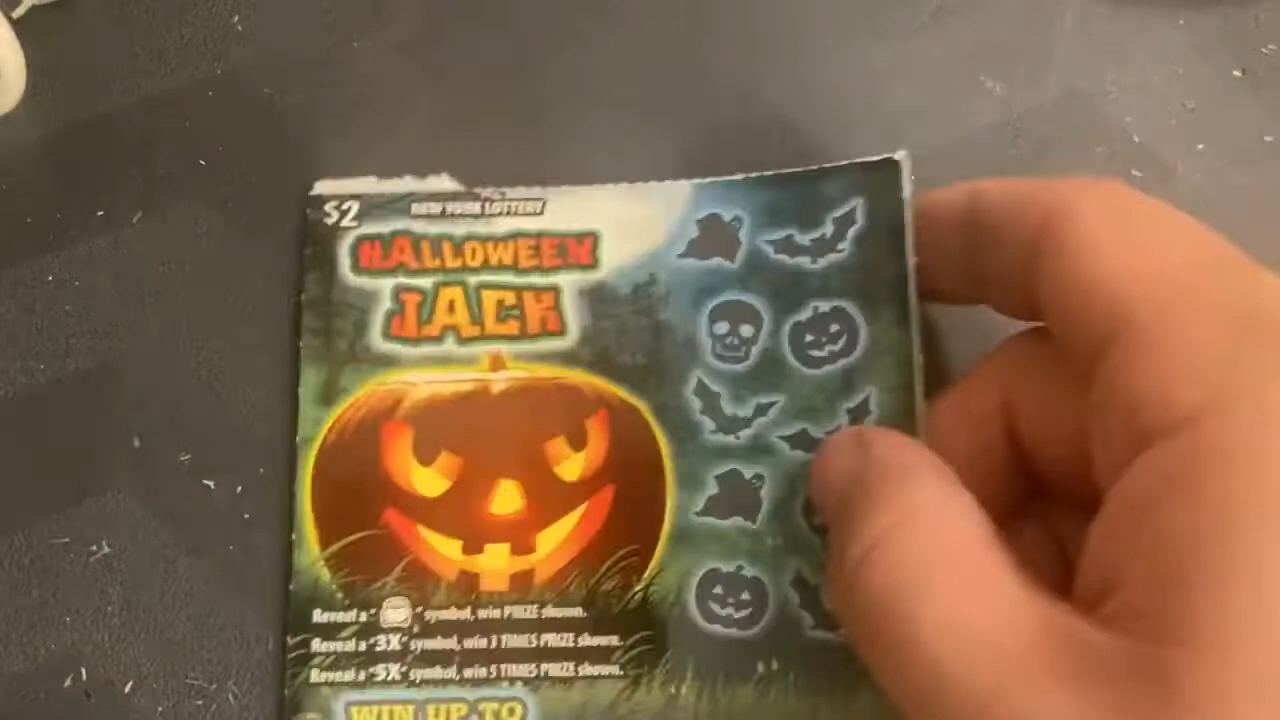 $2
NEW YORK LOTTERY
HALLOWEEN
JACK
Reveal a " " symbol, win PRIZE shown.
Reveal a "3X" symbol, win 3 TIMES PRIZE shown.
Reveal a "5X" symbol, win 5 TIMES PRIZE shown.
WIN UP TO